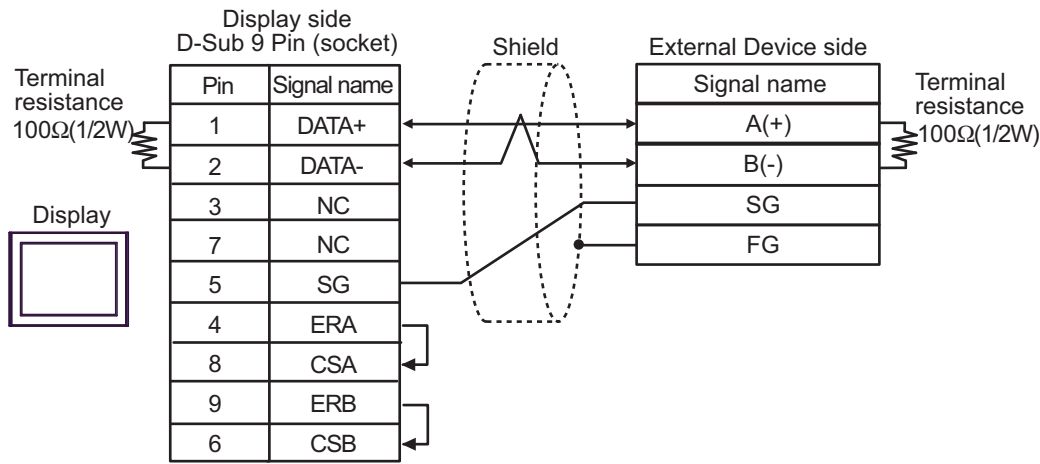 Display side
D-Sub 9 Pin (socket)
Shield
External Device side
Terminal
resistance
100Ω(1/2W)
Pin Signal name
1 DATA+
2 DATA-
3 NC
7 NC
5 SG
4 ERA
8 CSA
9 ERB
6 CSB
Display
Signal name
A(+)
B(-)
SG
FG
Terminal
resistance
100Ω(1/2W)